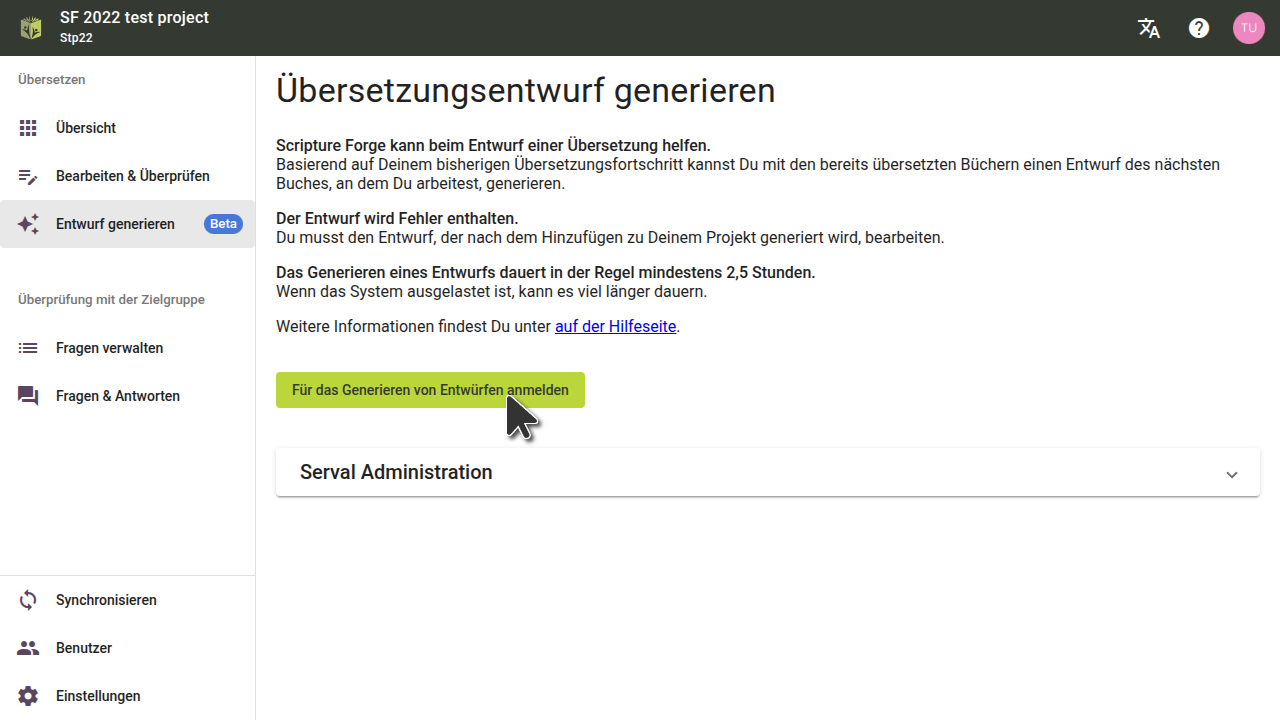 SF 2022 test project
Stp22
TU
Übersetzen
Übersicht
Bearbeiten & Überprüfen
Entwurf generieren
Beta
Überprüfung mit der Zielgruppe
Fragen verwalten
Fragen & Antworten
Synchronisieren
Benutzer
Einstellungen
Übersetzungsentwurf generieren
Scripture Forge kann beim Entwurf einer Übersetzung helfen.
Basierend auf Deinem bisherigen Übersetzungsfortschritt kannst Du mit den bereits übersetzten Büchern einen Entwurf des nächsten
Buches, an dem Du arbeitest, generieren.
Der Entwurf wird Fehler enthalten.
Du musst den Entwurf, der nach dem Hinzufügen zu Deinem Projekt generiert wird, bearbeiten.
Das Generieren eines Entwurfs dauert in der Regel mindestens 2,5 Stunden.
Wenn das System ausgelastet ist, kann es viel länger dauern.
Weitere Informationen findest Du unter auf der Hilfeseite.
Für das Generieren von Entwürfen anmelden
Serval Administration